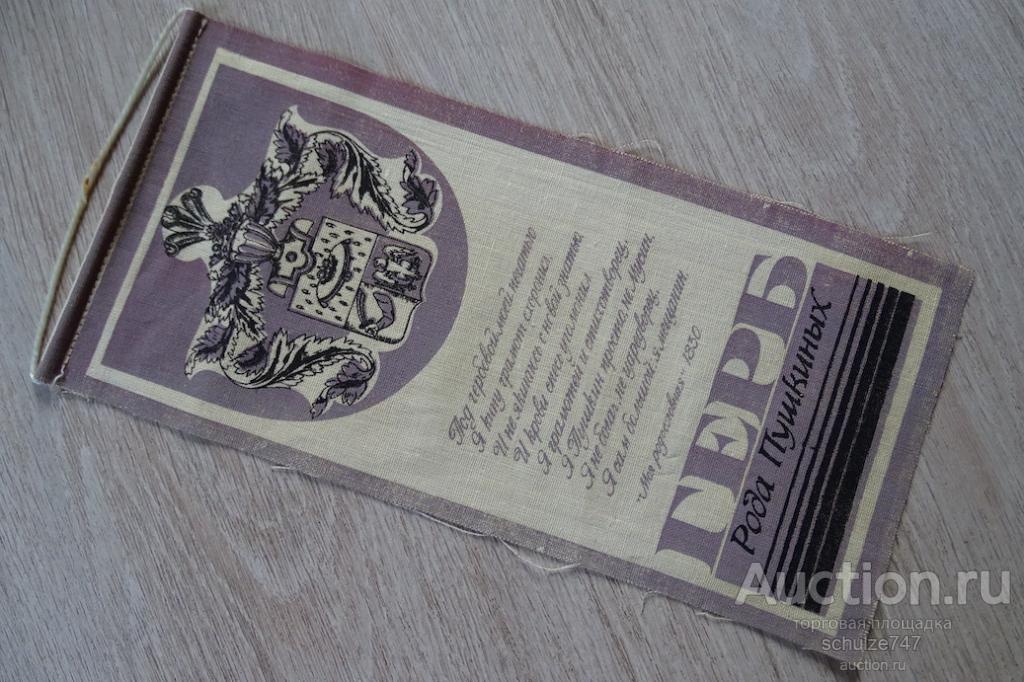 Под гербовой моей печатью
Я кипу грамот схоронил
И не якшаюсь с новой знатью,
И крови спесь угомонил.
Я грамотей и стихотворец,
Я Пушкин просто, не Мусин,
Я не богач, не царедворец,
Я сам большой: я мещанин.
"Моя родословная" 1830
ГЕРБ
Рода Пушкиных
Auction.ru
торговая площадка
schulze747
auction.ru